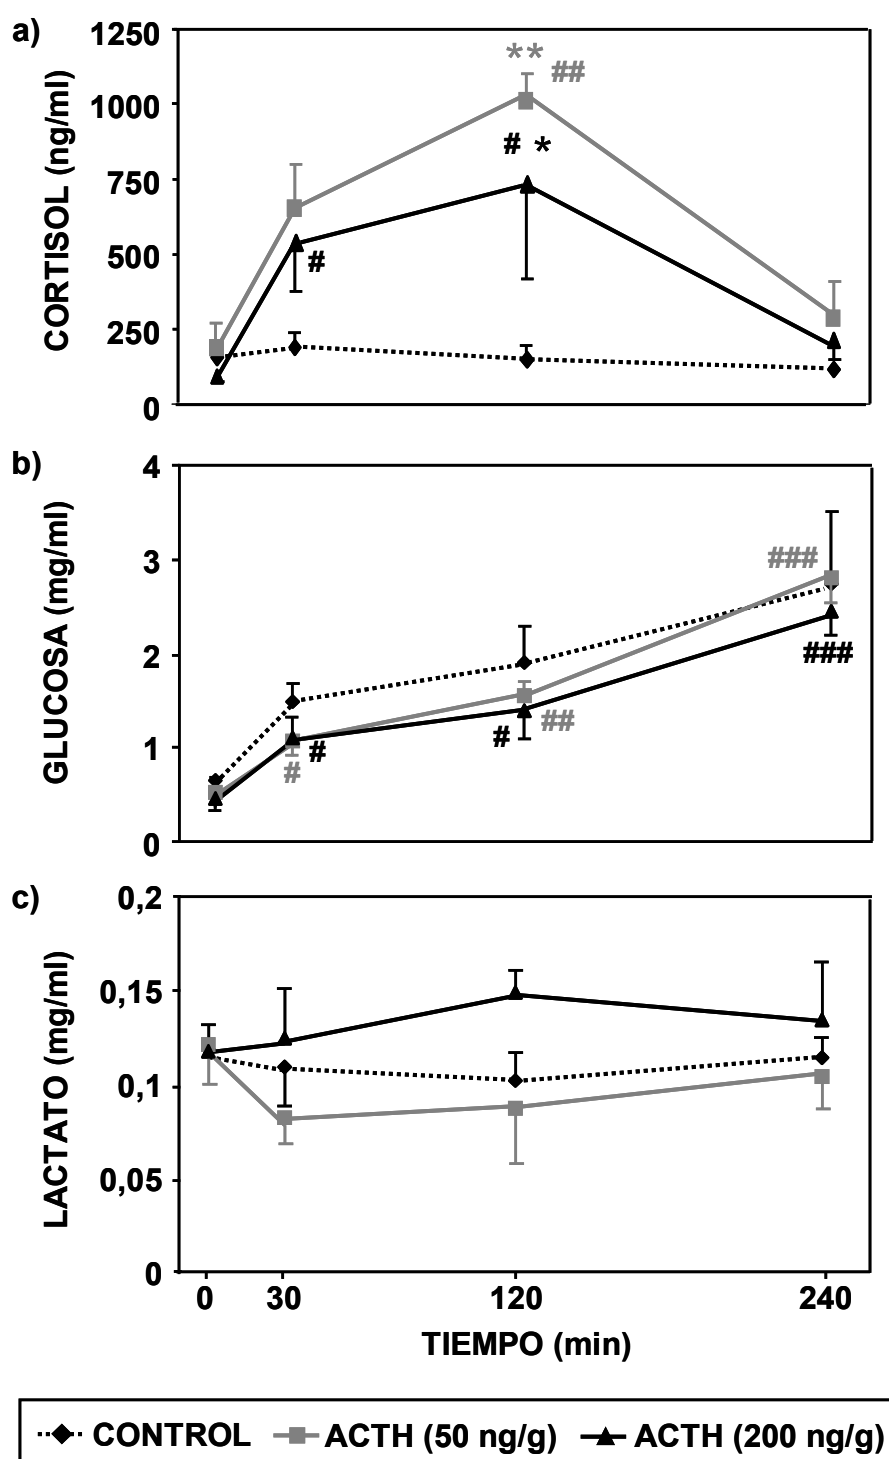 a)
CORTISOL (ng/ml)
1250
1000
750
500
250
0
** ##
# *
#
b)
GLUCOSA (mg/ml)
4
3
2
1
0
###
###
##
#
#
#
c)
LACTATO (mg/ml)
0,2
0,15
0,1
0,05
0
0 30 120 240
TIEMPO (min)
CONTROL ACTH (50 ng/g) ACTH (200 ng/g)